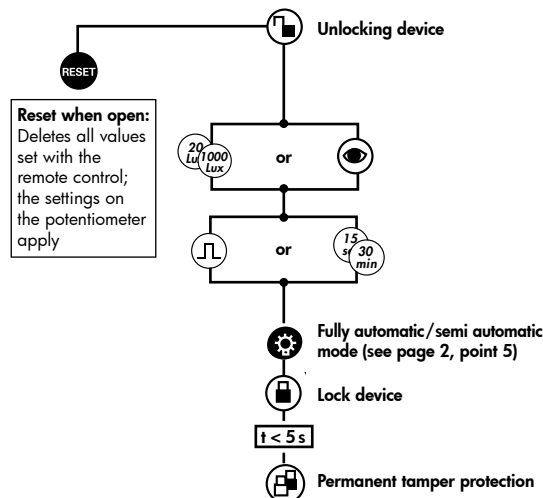 Unlocking device
RESET
Reset when open:
Deletes all values
set with the
remote control;
the settings on
the potentiometer
apply
20
1000
Lux
or
or
15
30
min
Fully automatic/semi automatic
mode (see page 2, point 5)
Lock device
t < 5 s
Permanent tamper protection